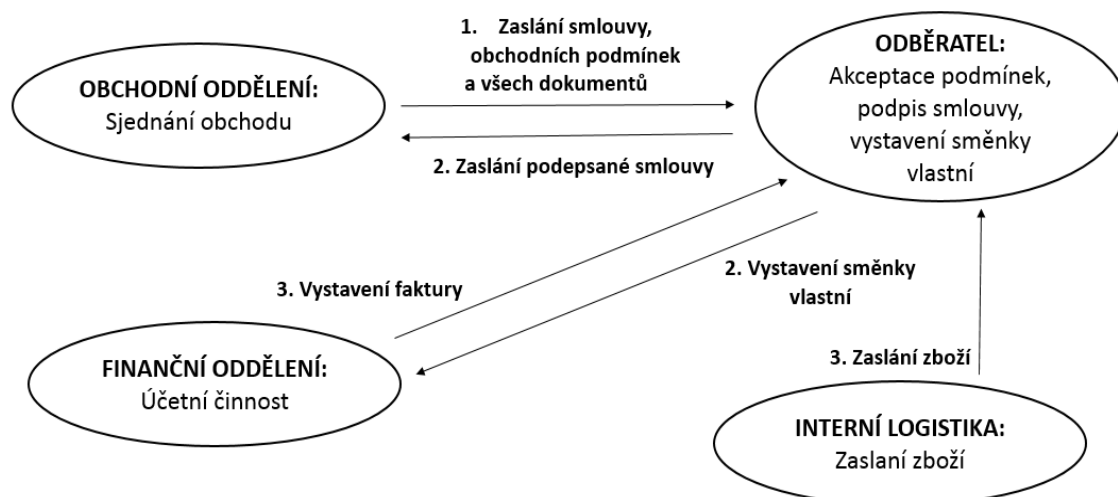 1. Zaslání smlouvy,
obchodních podmínek
a všech dokumentů
OBCHODNÍ ODDĚLENÍ:
Sjednání obchodu
ODBĚRATEL:
Akceptace podmínek,
podpis smlouvy,
vystavení směnky
vlastní
2. Zaslání podepsané smlouvy
3. Vystavení faktury
2. Vystavení směnky
vlastní
3. Zaslání zboží
FINANČNÍ ODDĚLENÍ:
Účetní činnost
INTERNÍ LOGISTIKA:
Zaslaní zboží